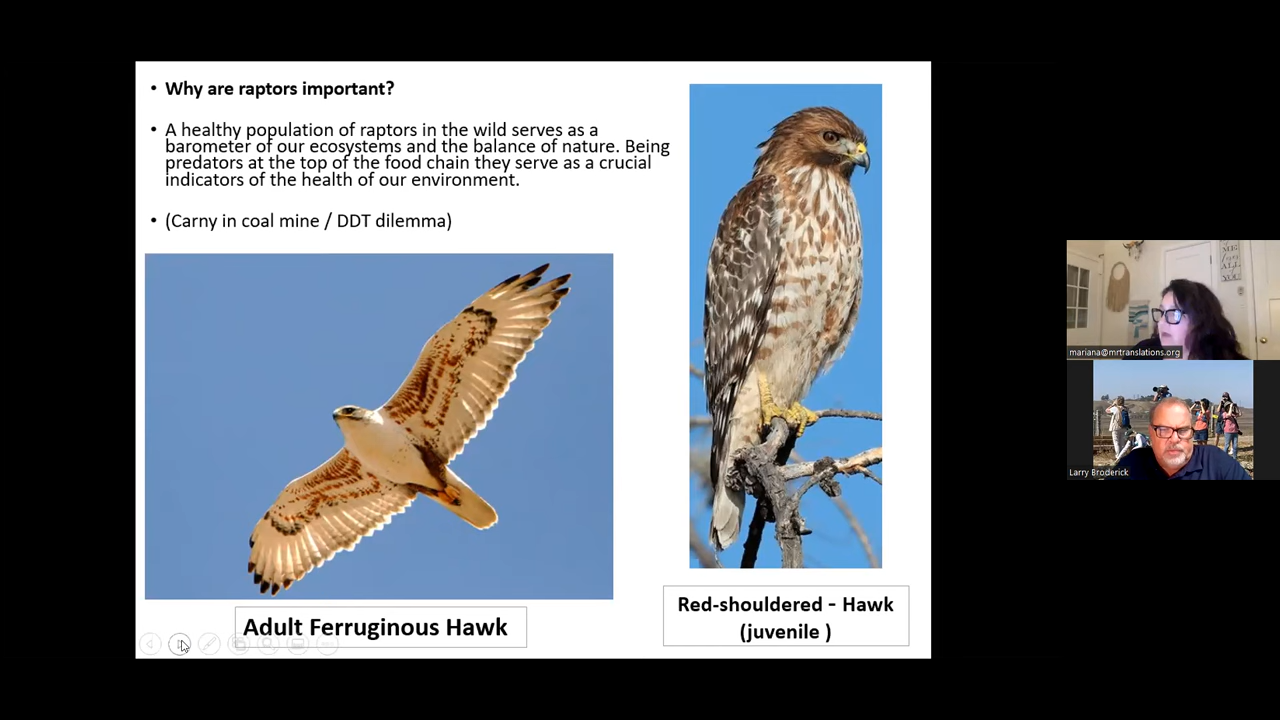 • Why are raptors important?
• A healthy population of raptors in the wild serves as a
barometer of our ecosystems and the balance of nature. Being
predators at the top of the food chain they serve as a crucial
indicators of the health of our environment.
• (Carny in coal mine / DDT dilemma)
Adult Ferruginous Hawk
Red-shouldered - Hawk
(juvenile )
ALL
YOU
mariana@mrtranslations.org
Larry Broderick